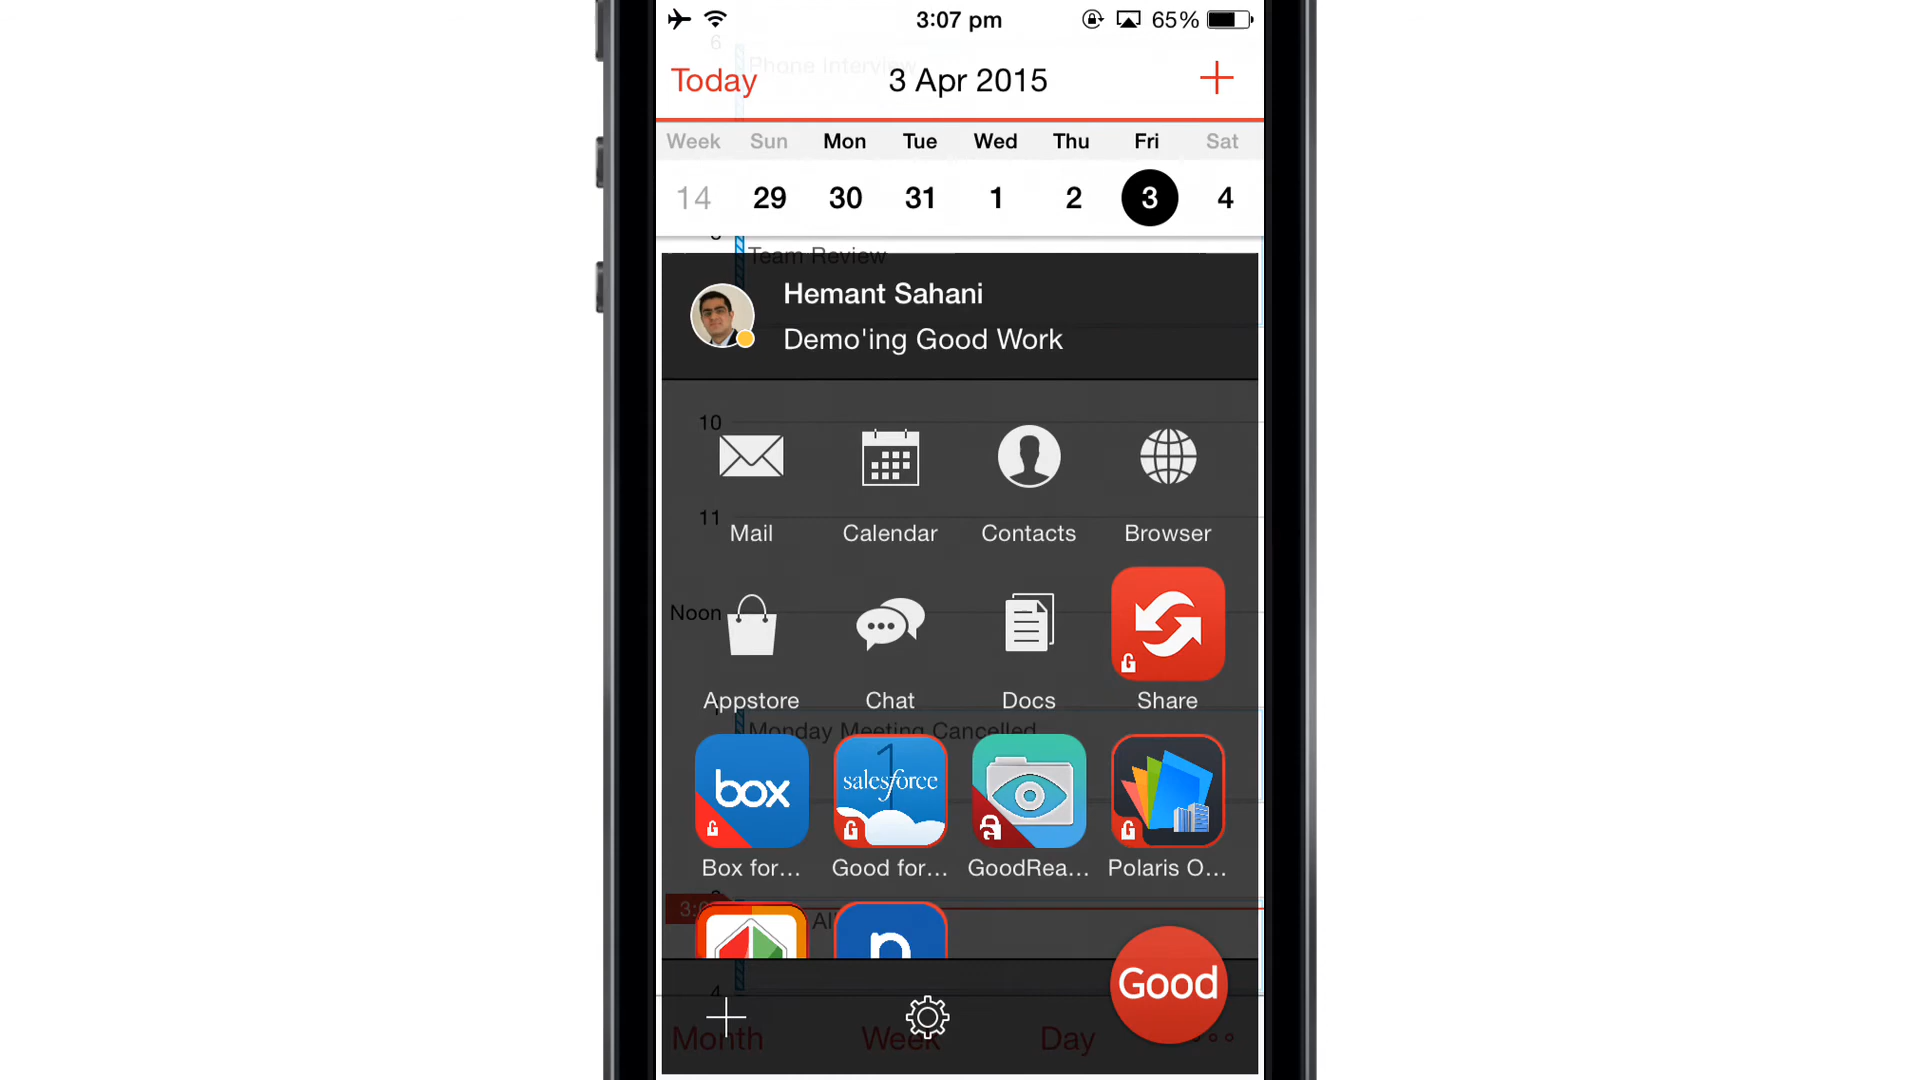 3:07 pm 65%
6
Phone Interview
Today 3 Apr 2015
Week Sun Mon Tue Wed Thu Fri Sat
14 29 30 31 1 2 3 4
Team Review
Hemant Sahani
Demo'ing Good Work
10
11
Mail Calendar Contacts Browser
Noon
Appstore Chat Docs Share
Monday Meeting Cancelled
1
box salesforce
Box for... Good for... GoodRea... Polaris O...
n
Good
4
Month Week Day